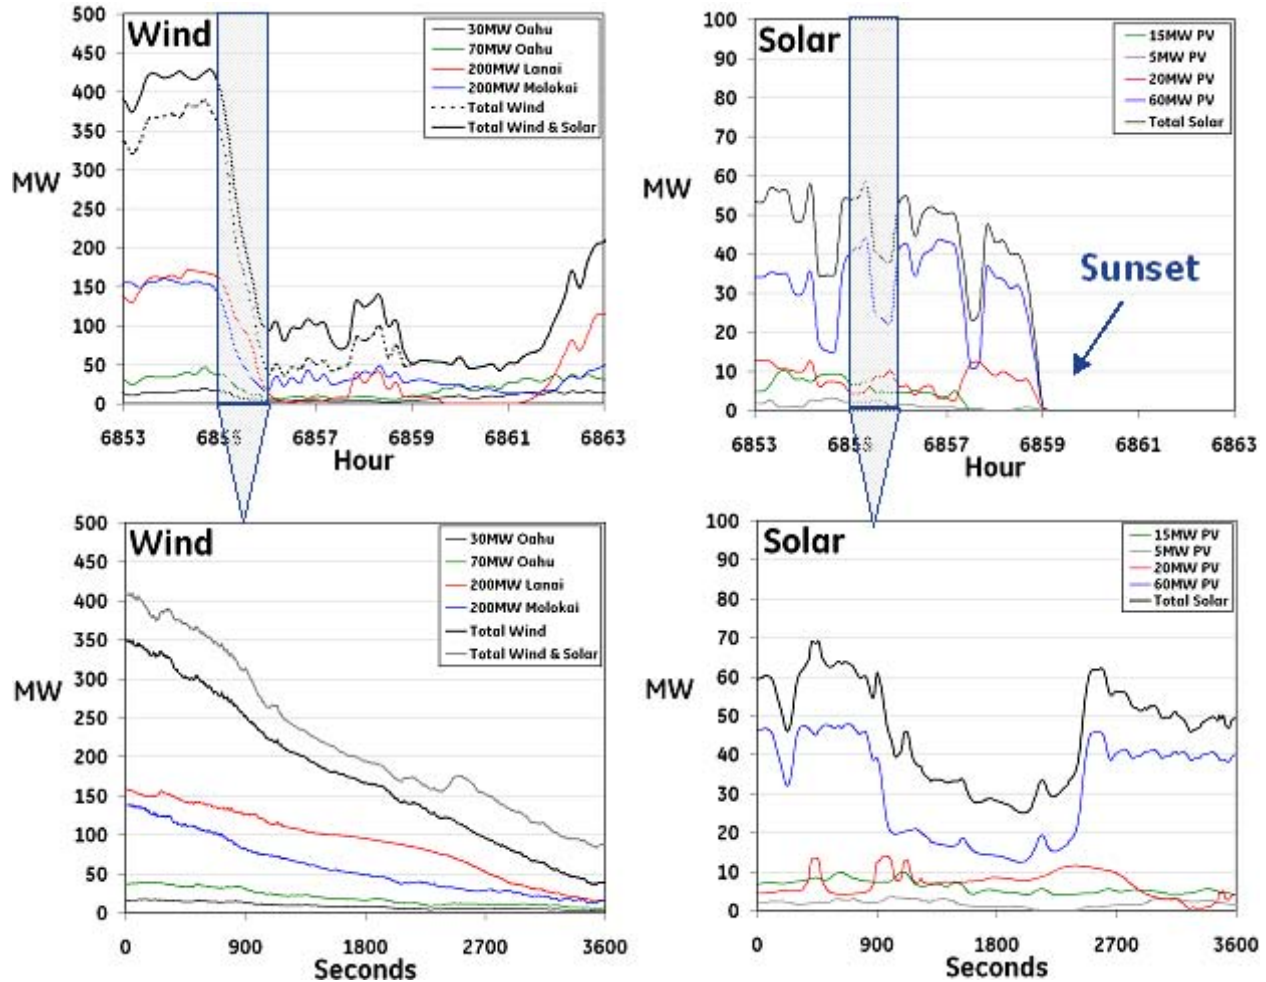 Wind
MW
500
450
400
350
300
250
200
150
100
50
0
30MW Oahu
70MW Oahu
200MW Lanai
200MW Molokai
Total Wind
Total Wind & Solar
6853 6857 6859 6861 6863
Hour
Solar
MW
100
90
80
70
60
50
40
30
20
10
0
15MW PV
5MW PV
20MW PV
60MW PV
Total Solar
Sunset
6853 6857 6859 6861 6863
Hour
Wind
MW
500
450
400
350
300
250
200
150
100
50
0
30MW Oahu
70MW Oahu
200MW Lanai
200MW Molokai
Total Wind
Total Wind & Solar
0 900 1800 2700 3600
Seconds
Solar
MW
100
90
80
70
60
50
40
30
20
10
0
15MW PV
5MW PV
20MW PV
60MW PV
Total Solar
0 900 1800 2700 3600
Seconds